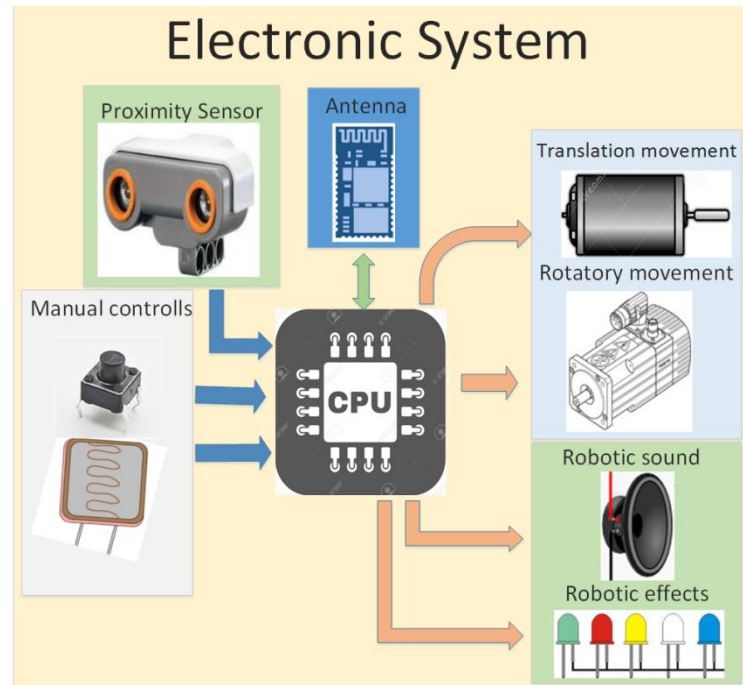 Electronic System
Proximity Sensor
Antenna
Translation movement
Rotatory movement
Manual controlls
CPU
Robotic sound
Robotic effects